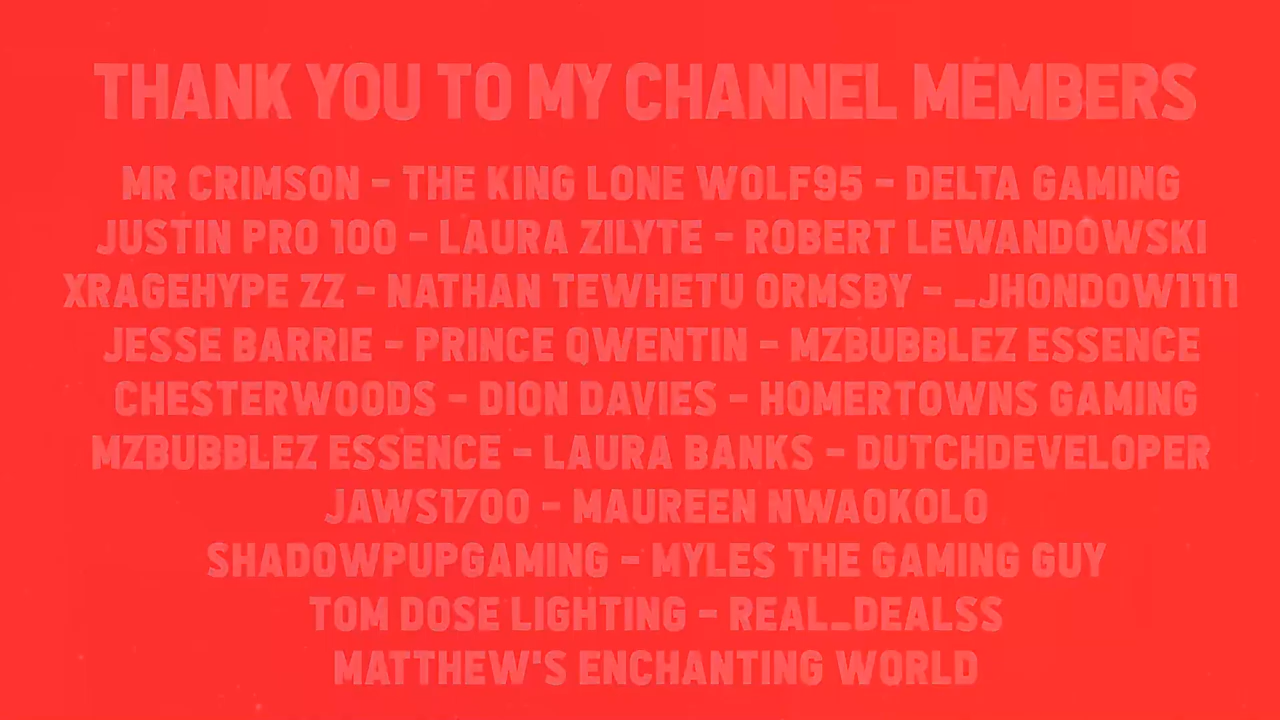 THANK YOU TO MY CHANNEL MEMBERS
MR CRIMSON - THE KING LONE WOLF95 - DELTA GAMING
JUSTIN PRO 100 - LAURA ZILYTE - ROBERT LEWANDOWSKI
XRAGEHYPE ZZ - NATHAN TEWHETU ORMSBY - _JHONDOW1111
JESSE BARRIE - PRINCE QWENTIN - MZBUBBLEZ ESSENCE
CHESTERWOODS - DION DAVIES - HOMERTOWNS GAMING
MZBUBBLEZ ESSENCE - LAURA BANKS - DUTCHDEVELOPER
JAWS1700 - MAUREEN NWAOKOLO
SHADOWPUPGAMING - MYLES THE GAMING GUY
TOM DOSE LIGHTING - REAL_DEALSS
MATTHEW'S ENCHANTING WORLD